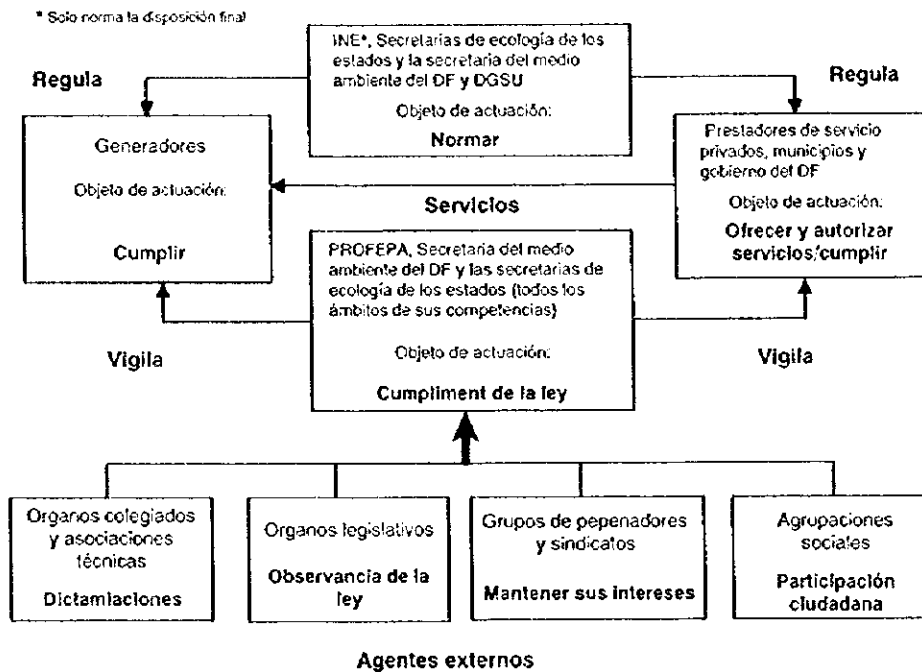 * Solo norma la disposición final
INE*, Secretarias de ecología de los
estados y la secretaria del medio
ambiente del DF y DGSU
Objeto de actuación:
Normar
Regula
Regula
Generadores
Objeto de actuación:
Cumplir
Prestadores de servicio
privados, municipios y
gobierno del DF
Objeto de actuación:
Ofrecer y autorizar
servicios/cumplir
Servicios
PROFEPA, Secretaria del medio
ambiente del DF y las secretarias de
ecología de los estados (todos los
ámbitos de sus competencias)
Objeto de actuación:
Cumpliment de la ley
Vigila
Vigila
Organos colegiados
y asociaciones
técnicas
Dictamiaciones
Organos legislativos
Observancia de la
ley
Grupos de pepenadores
y sindicatos
Mantener sus intereses
Agrupaciones
sociales
Participación
ciudadana
Agentes externos